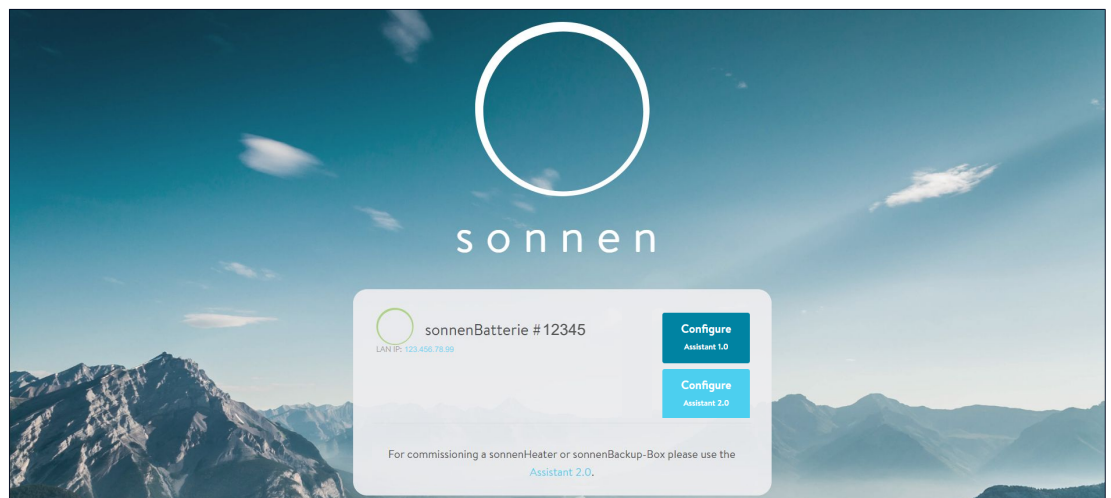 sonnen
sonnenBatterie #12345
LAN IP: 123.456.78.99
Configure
Assistant 1.0
Configure
Assistant 2.0
For commissioning a sonnenHeater or sonnenBackup-Box please use the
Assistant 2.0.